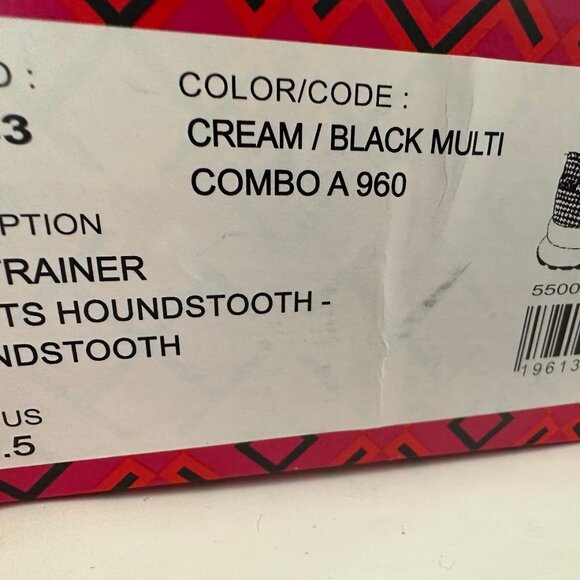 D :
COLOR/CODE :
3
CREAM / BLACK MULTI
COMBO A 960
PTION
TRAINER
TS HOUNDSTOOTH -
NDSTOOTH
5500
19613
US
.5